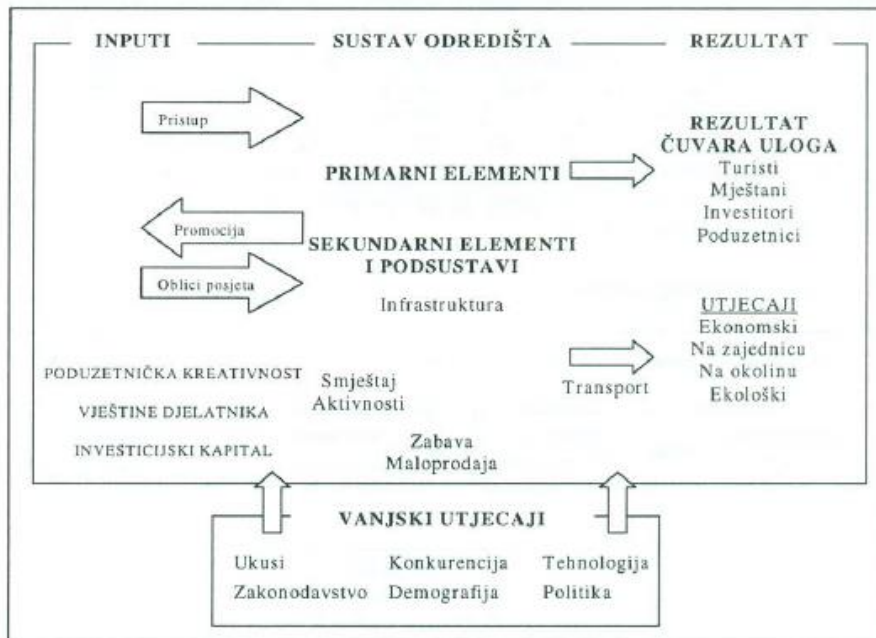 INPUTI
SUSTAV ODREDIŠTA
REZULTAT
Pristup
PRIMARNI ELEMENTI
REZULTAT
ČUVARA ULOGA
Turisti
Mještani
Investitori
Poduzetnici
Promocija
SEKUNDARNI ELEMENTI
I PODSUSTAVI
Oblici posjeta
Infrastruktura
UTJECAJI
Ekonomski
Na zajednicu
Na okolinu
Ekološki
PODUZETNIČKA KREATIVNOST
VJEŠTINE DJELATNIKA
INVESTICIJSKI KAPITAL
Smještaj
Aktivnosti
Transport
Zabava
Maloprodaja
VANJSKI UTJECAJI
Ukusi Konkurencija Tehnologija
Zakonodavstvo Demografija Politika